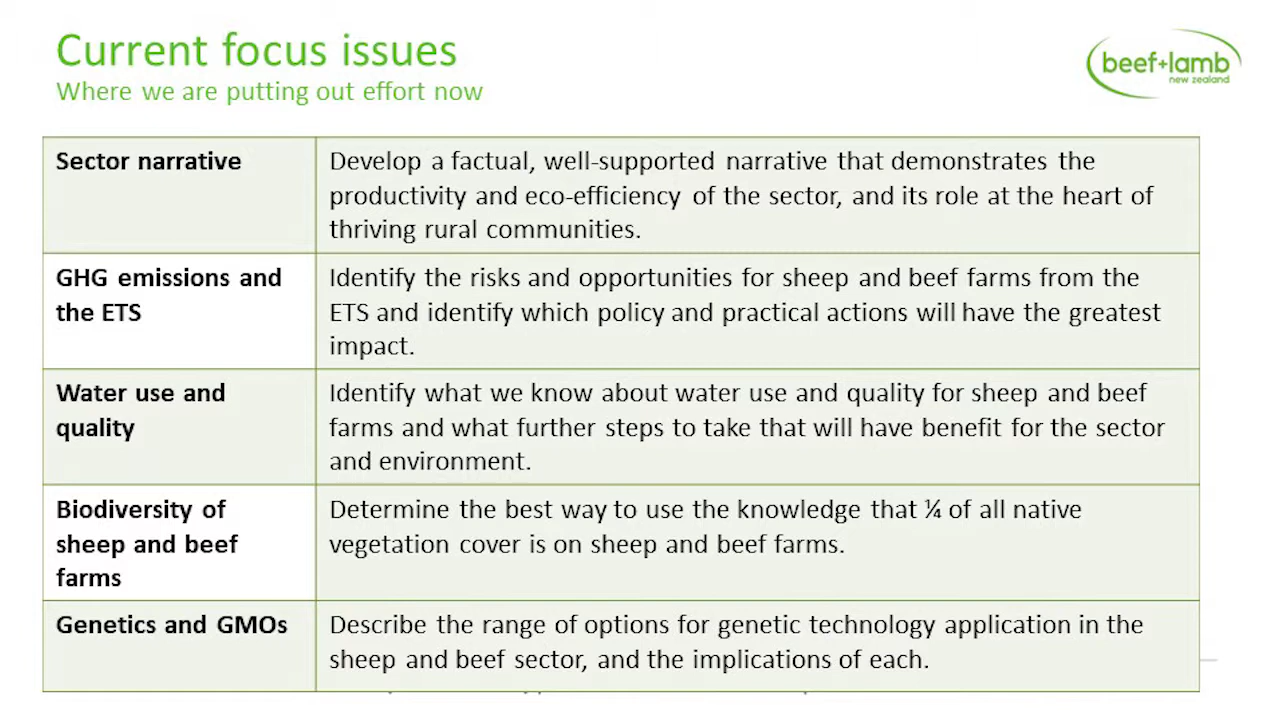 Current focus issues
Where we are putting out effort now
beef+lamb
new zealand
Sector narrative
Develop a factual, well-supported narrative that demonstrates the
productivity and eco-efficiency of the sector, and its role at the heart of
thriving rural communities.
GHG emissions and
the ETS
Identify the risks and opportunities for sheep and beef farms from the
ETS and identify which policy and practical actions will have the greatest
impact.
Water use and
quality
Identify what we know about water use and quality for sheep and beef
farms and what further steps to take that will have benefit for the sector
and environment.
Biodiversity of
sheep and beef
farms
Determine the best way to use the knowledge that ¼ of all native
vegetation cover is on sheep and beef farms.
Genetics and GMOs
Describe the range of options for genetic technology application in the
sheep and beef sector, and the implications of each.